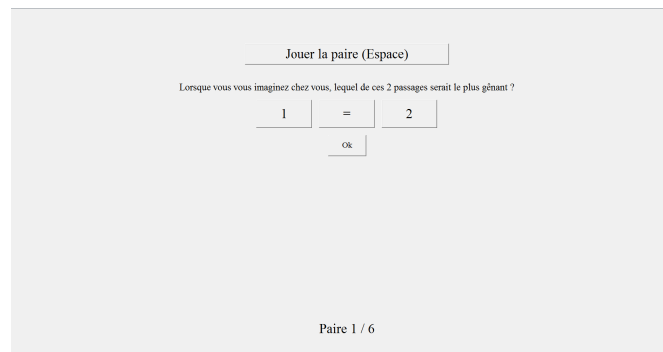 Jouer la paire (Espace)
Lorsque vous vous imaginez chez vous, lequel de ces 2 passages serait le plus gênant ?
1 = 2
Ok
Paire 1 / 6